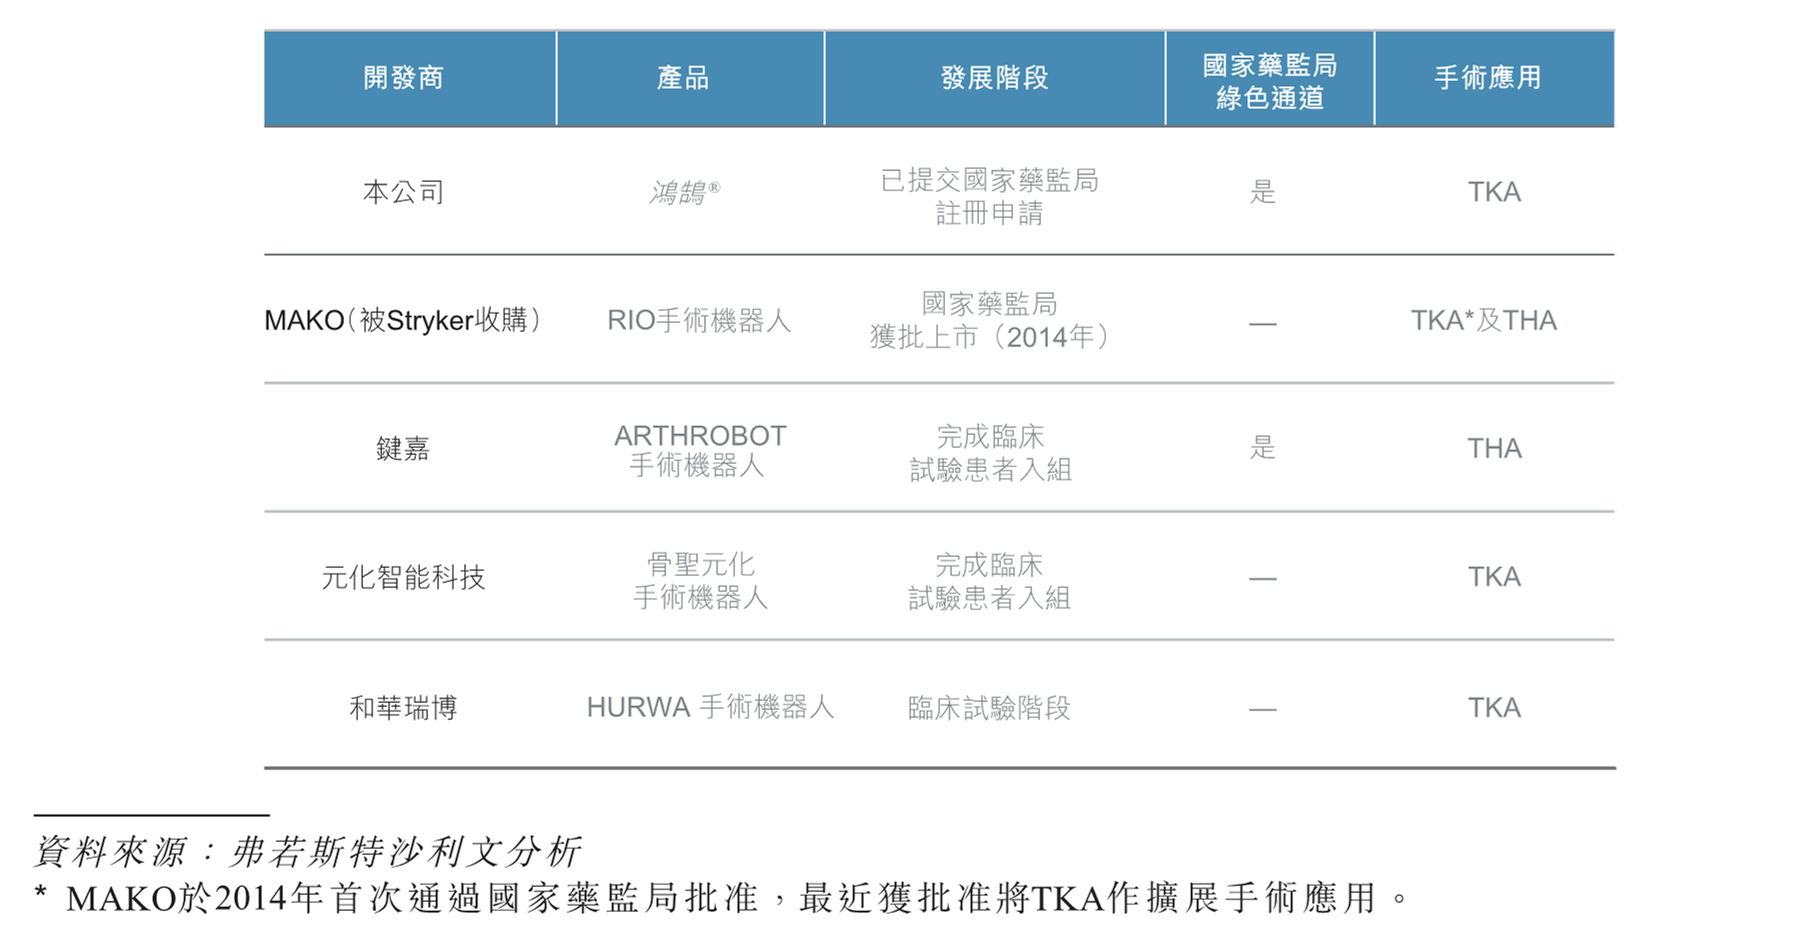 開發商 產品 發展階段 國家藥監局 手術應用
綠色通道
本公司 鴻鵠® 已提交國家藥監局 是 TKA
註冊申請
MAKO（被Stryker收購） RIO手術機器人 國家藥監局 — TKA*及THA
獲批上市（2014年）
鍵嘉 ARTHROBOT 完成臨床 是 THA
手術機器人 試驗患者入組
元化智能科技 骨聖元化 完成臨床 — TKA
手術機器人 試驗患者入組
和華瑞博 HURWA 手術機器人 臨床試驗階段 — TKA
資料來源：弗若斯特沙利文分析
* MAKO於2014年首次通過國家藥監局批准，最近獲批准將TKA作擴展手術應用。